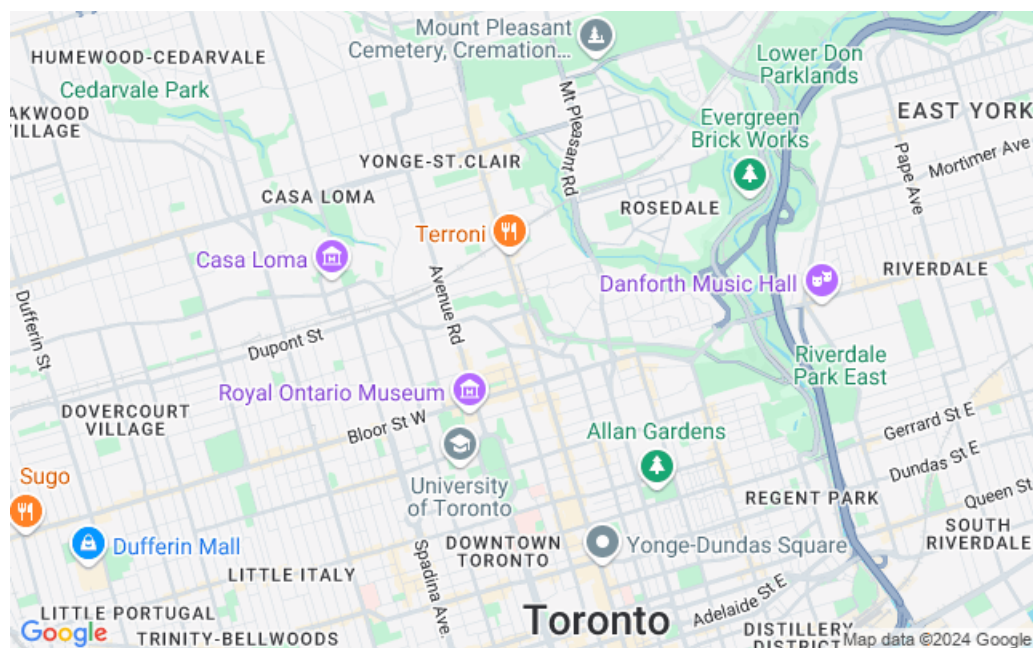 Mount Pleasant
Cemetery, Cremation...
HUMEWOOD-CEDARVALE
Lower Don
Parklands
Cedarvale Park
AKWOOD
VILLAGE
Mt Pleasant Rd
Evergreen
Brick Works
EAST YORK
Pape Ave
Mortimer Ave
YONGE-ST.CLAIR
CASA LOMA
ROSEDALE
Terroni
Casa Loma
Avenue Rd
Danforth Music Hall
RIVERDALE
Dufferin St
Dupont St
Riverdale
Park East
Royal Ontario Museum
DOVERCOURT
VILLAGE
Bloor St W
Allan Gardens
Gerrard St E
Sugo
University
of Toronto
Dundas St E
REGENT PARK
Queen St
Dufferin Mall
Spadina Ave.
DOWNTOWN
TORONTO
Yonge-Dundas Square
SOUTH
RIVERDALE
LITTLE ITALY
Adelaide St E
LITTLE PORTUGAL
Toronto
Google
TRINITY-BELLWOODS
DISTILLERY
DISTRICT
Map data ©2024 Google